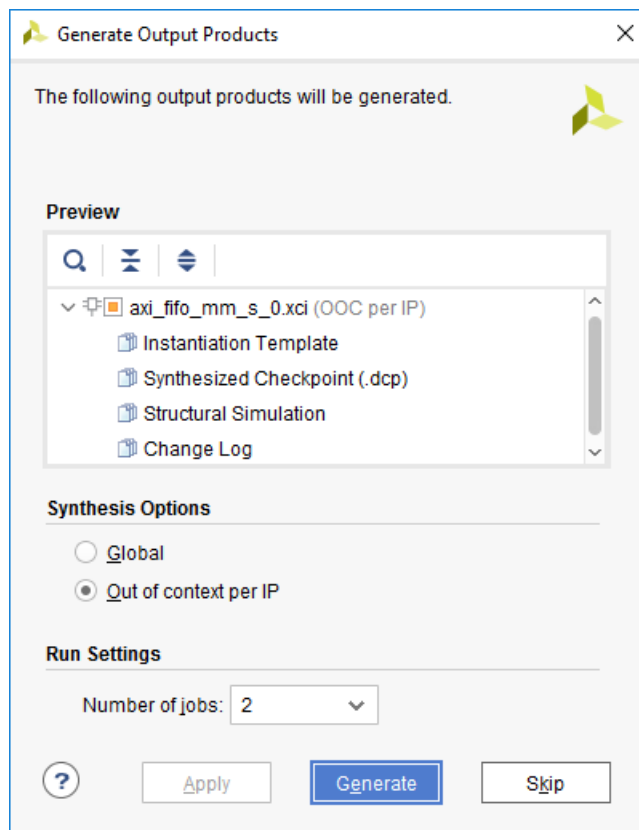 Generate Output Products
The following output products will be generated.
Preview
axi_fifo_mm_s_0.xci (OOC per IP)
Instantiation Template
Synthesized Checkpoint (.dcp)
Structural Simulation
Change Log
Synthesis Options
Global
Out of context per IP
Run Settings
Number of jobs: 2
? Apply Generate Skip